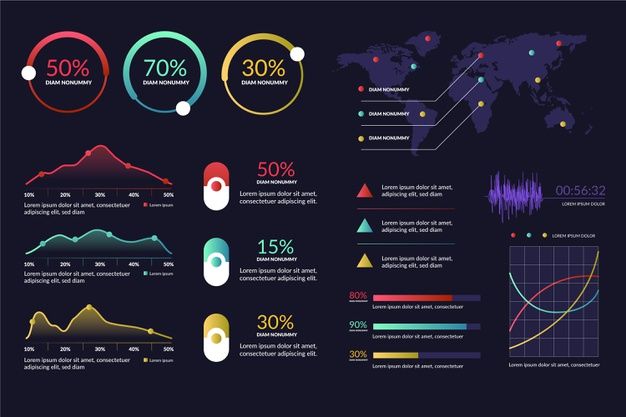 50%
DIAM NONUMMY
70%
DIAM NONUMMY
30%
DIAM NONUMMY
DIAM NONUMMY
DIAM NONUMMY
DIAM NONUMMY
10% 20% 30% 40% 50%
Lorem ipsum dolor sit amet, consectetuer
adipiscing elit, sed diam
Lorem ipsum
50%
DIAM NONUMMY
Lorem ipsum dolor sit amet,
consectetuer adipiscing elit.
10% 20% 30% 40% 50%
Lorem ipsum dolor sit amet, consectetuer
adipiscing elit, sed diam
Lorem ipsum
15%
DIAM NONUMMY
Lorem ipsum dolor sit amet,
consectetuer adipiscing elit.
10% 20% 30% 40% 50%
Lorem ipsum dolor sit amet, consectetuer
adipiscing elit, sed diam
Lorem ipsum
30%
DIAM NONUMMY
Lorem ipsum dolor sit amet,
consectetuer adipiscing elit.
Lorem ipsum dolor sit amet,
adipiscing elit, sed diam
Lorem ipsum dolor sit amet,
adipiscing elit, sed diam
Lorem ipsum dolor sit amet,
adipiscing elit, sed diam
00:56:32
LOREM IPSUM DOLOR
LOREM IPSUM DOLOR
80%
Lorem ipsum dolor sit amet, consectetuer
90%
Lorem ipsum dolor sit amet, consectetuer
30%
Lorem ipsum dolor sit amet, consectetuer
Lorem ipsum dolor sit amet, consectetuer